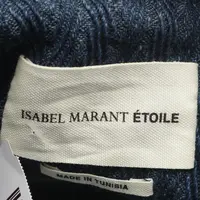 ISABEL MARANT ÉTOILE
MADE IN TUNISIA